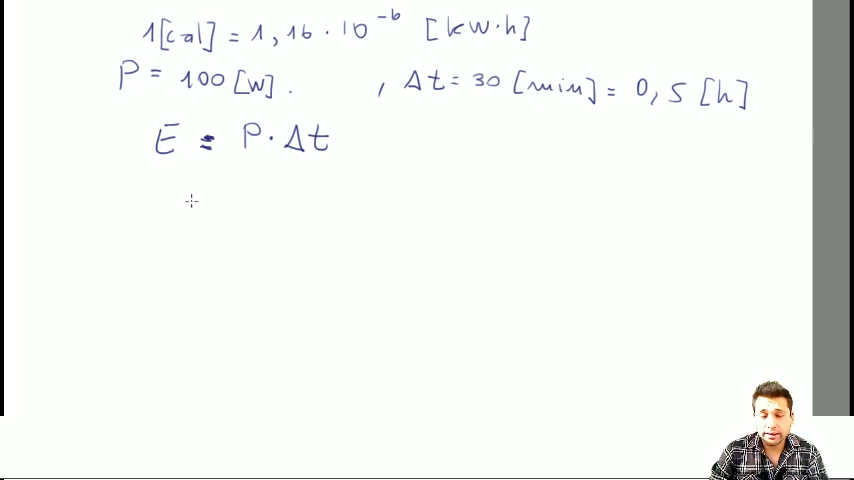 1[cal] = 1,16 · 10⁻⁶ [kW·h]
P = 100 [W] . , Δt = 30 [min] = 0,5 [h]
E = P · Δt